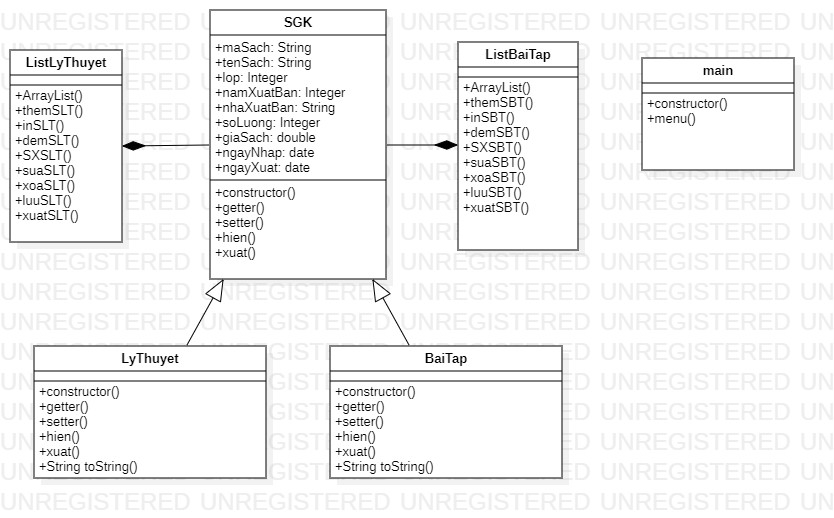 SGK
+maSach: String
+tenSach: String
+lop: Integer
+namXuatBan: Integer
+nhaXuatBan: String
+soLuong: Integer
+giaSach: double
+ngayNhap: date
+ngayXuat: date
+constructor()
+getter()
+setter()
+hien()
+xuat()
ListLyThuyet
+ArrayList()
+themSLT()
+inSLT()
+demSLT()
+SXSLT()
+suaSLT()
+xoaSLT()
+luuSLT()
+xuatSLT()
ListBaiTap
+ArrayList()
+themSBT()
+inSBT()
+demSBT()
+SXSBT()
+suaSBT()
+xoaSBT()
+luuSBT()
+xuatSBT()
main
+constructor()
+menu()
LyThuyet
+constructor()
+getter()
+setter()
+hien()
+xuat()
+String toString()
BaiTap
+constructor()
+getter()
+setter()
+hien()
+xuat()
+String toString()
UNREGISTERED